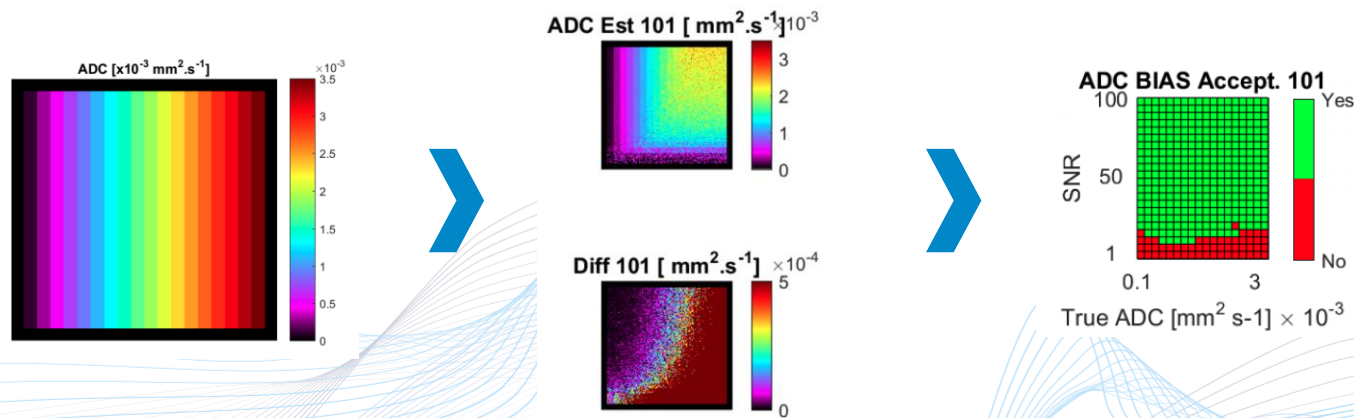 ADC [x10⁻³ mm².s⁻¹]
×10⁻³
3.5
3
2.5
2
1.5
1
0.5
0
ADC Est 101 [ mm².s⁻¹]×10⁻³
3
2
1
0
Diff 101 [ mm².s⁻¹] ×10⁻⁴
5
0
ADC BIAS Accept. 101
100
50
1
SNR
Yes
No
0.1 3
True ADC [mm² s-1] × 10⁻³